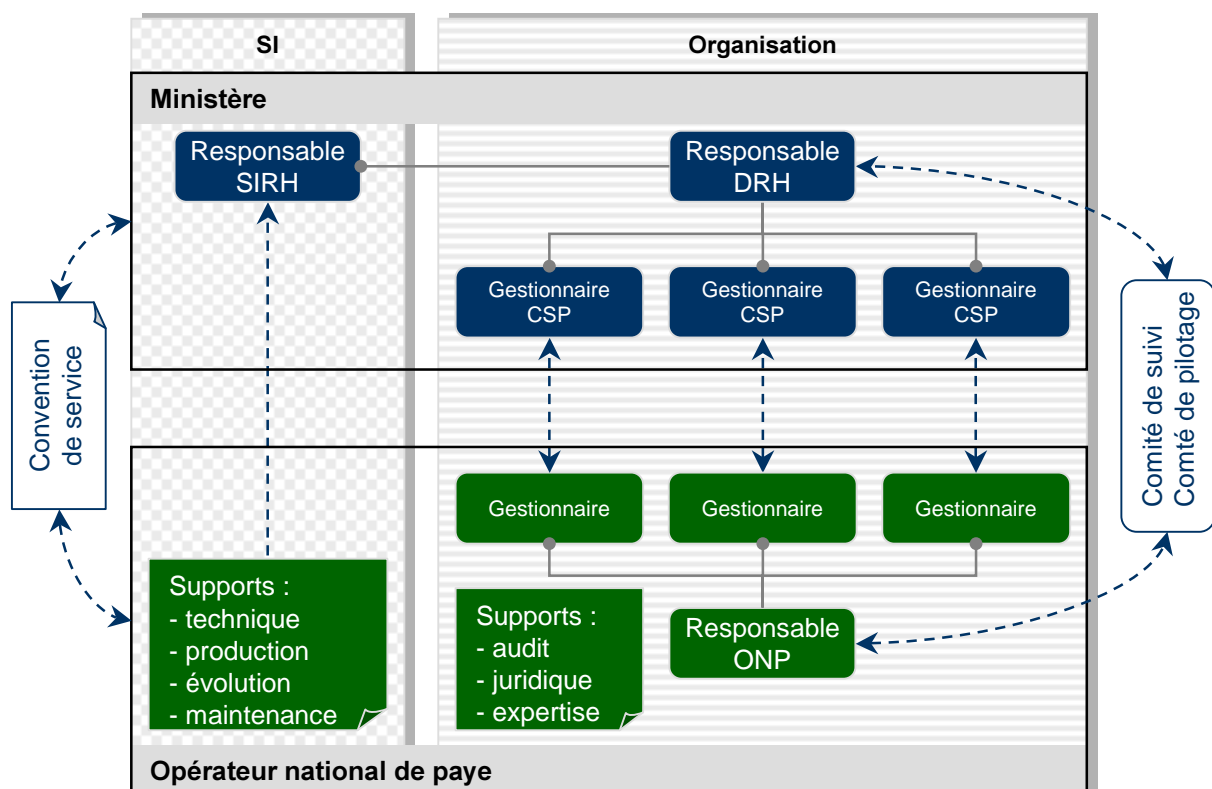 SI
Organisation
Ministère
Responsable
SIRH
Responsable
DRH
Gestionnaire
CSP
Gestionnaire
CSP
Gestionnaire
CSP
Convention
de service
Comité de suivi
Comté de pilotage
Gestionnaire
Gestionnaire
Gestionnaire
Supports :
- technique
- production
- évolution
- maintenance
Supports :
- audit
- juridique
- expertise
Responsable
ONP
Opérateur national de paye